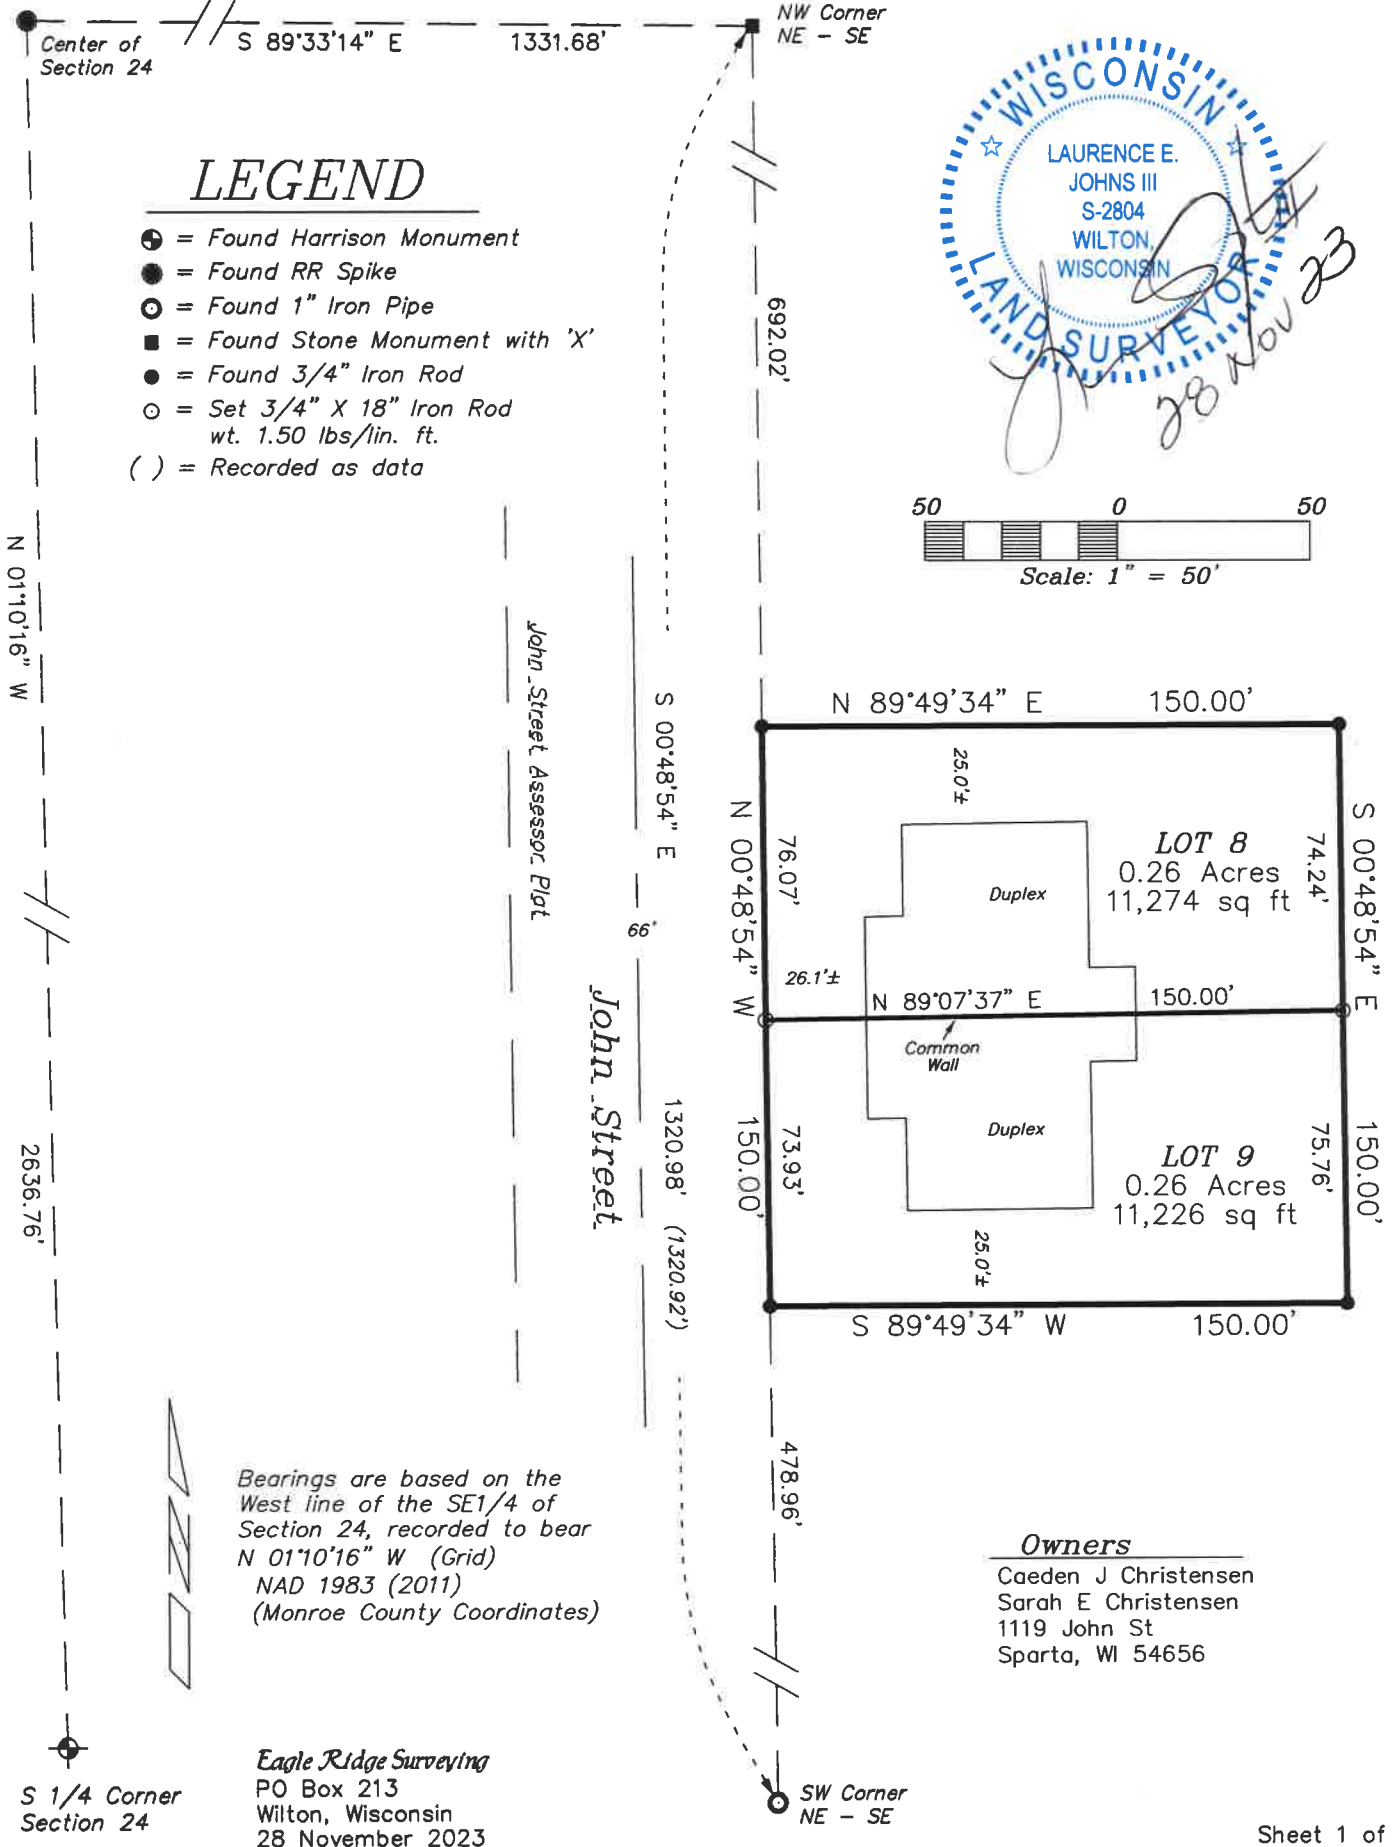 Center of
Section 24
S 89°33'14" E 1331.68'
NW Corner
NE - SE
WISCONSIN
LAURENCE E.
JOHNS III
S-2804
WILTON,
WISCONSIN
LAND SURVEYOR
28 Nov 23
LEGEND
= Found Harrison Monument
= Found RR Spike
= Found 1" Iron Pipe
= Found Stone Monument with 'X'
= Found 3/4" Iron Rod
= Set 3/4" X 18" Iron Rod
wt. 1.50 lbs/lin. ft.
( ) = Recorded as data
692.02'
50 0 50
Scale: 1" = 50'
N 01°10'16" W
2636.76'
John Street Assessor Plat
S 00°48'54" E
66'
John Street
1320.98' (1320.92')
N 89°49'34" E 150.00'
N 00°48'54" W
150.00'
76.07'
73.93'
25.0'±
Duplex
LOT 8
0.26 Acres
11,274 sq ft
74.24'
S 00°48'54" E
150.00'
26.1'±
N 89°07'37" E 150.00'
Common
Wall
Duplex
LOT 9
0.26 Acres
11,226 sq ft
75.76'
25.0'±
S 89°49'34" W 150.00'
478.96'
N
Bearings are based on the
West line of the SE1/4 of
Section 24, recorded to bear
N 01°10'16" W (Grid)
NAD 1983 (2011)
(Monroe County Coordinates)
Owners
Caeden J Christensen
Sarah E Christensen
1119 John St
Sparta, WI 54656
S 1/4 Corner
Section 24
Eagle Ridge Surveying
PO Box 213
Wilton, Wisconsin
28 November 2023
SW Corner
NE - SE
Sheet 1 of